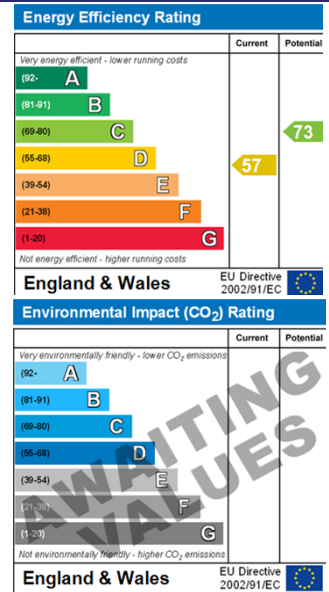 Energy Efficiency Rating
Current Potential
Very energy efficient - lower running costs
(92- A
(81-91) B
(69-80) C
(55-68) D
(39-54) E
(21-38) F
(1-20) G
57
73
Not energy efficient - higher running costs
England & Wales
EU Directive
2002/91/EC
Environmental Impact (CO₂) Rating
Current Potential
Very environmentally friendly - lower CO₂ emissions
(92- A
(81-91) B
(69-80) C
(55-68) D
(39-54) E
(21-38) F
(1-20) G
AWAITING
VALUES
Not environmentally friendly - higher CO₂ emissions
England & Wales
EU Directive
2002/91/EC